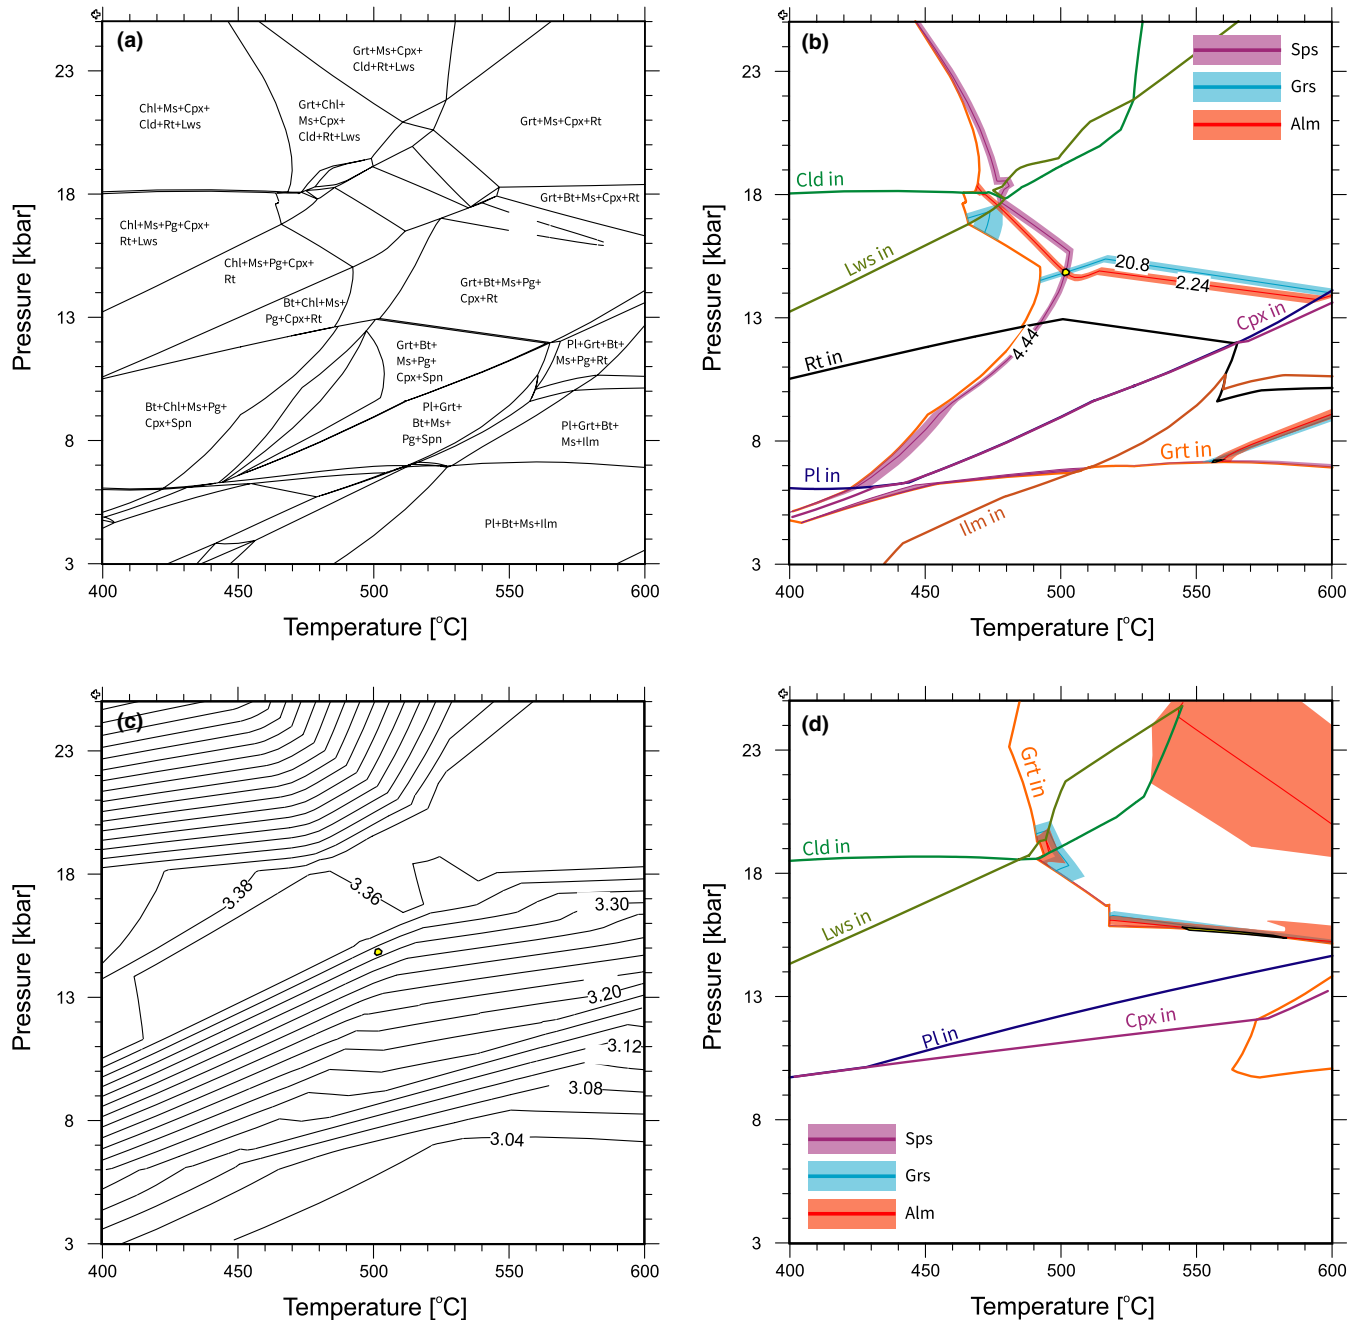 (a)
23
18
13
8
3
Pressure [kbar]
400
450
500
550
600
Temperature [°C]
Grt+Ms+Cpx+
Cld+Rt+Lws
Chl+Ms+Cpx+
Cld+Rt+Lws
Grt+Chl+
Ms+Cpx+
Cld+Rt+Lws
Grt+Ms+Cpx+Rt
Grt+Bt+Ms+Cpx+Rt
Chl+Ms+Pg+Cpx+
Rt+Lws
Chl+Ms+Pg+Cpx+
Rt
Bt+Chl+Ms+
Pg+Cpx+Rt
Grt+Bt+Ms+Pg+
Cpx+Rt
Grt+Bt+
Ms+Pg+
Cpx+Spn
Pl+Grt+Bt+
Ms+Pg+Rt
Bt+Chl+Ms+Pg+
Cpx+Spn
Pl+Grt+
Bt+Ms+
Pg+Spn
Pl+Grt+Bt+
Ms+Ilm
Pl+Bt+Ms+Ilm
(b)
23
18
13
8
3
Pressure [kbar]
400
450
500
550
600
Temperature [°C]
Sps
Grs
Alm
Cld in
Lws in
20.8
2.24
Cpx in
Rt in
4.44
Grt in
Pl in
Ilm in
(c)
23
18
13
8
3
Pressure [kbar]
400
450
500
550
600
Temperature [°C]
3.38
3.36
3.30
3.20
3.12
3.08
3.04
(d)
23
18
13
8
3
Pressure [kbar]
400
450
500
550
600
Temperature [°C]
Grt in
Cld in
Lws in
Pl in
Cpx in
Sps
Grs
Alm